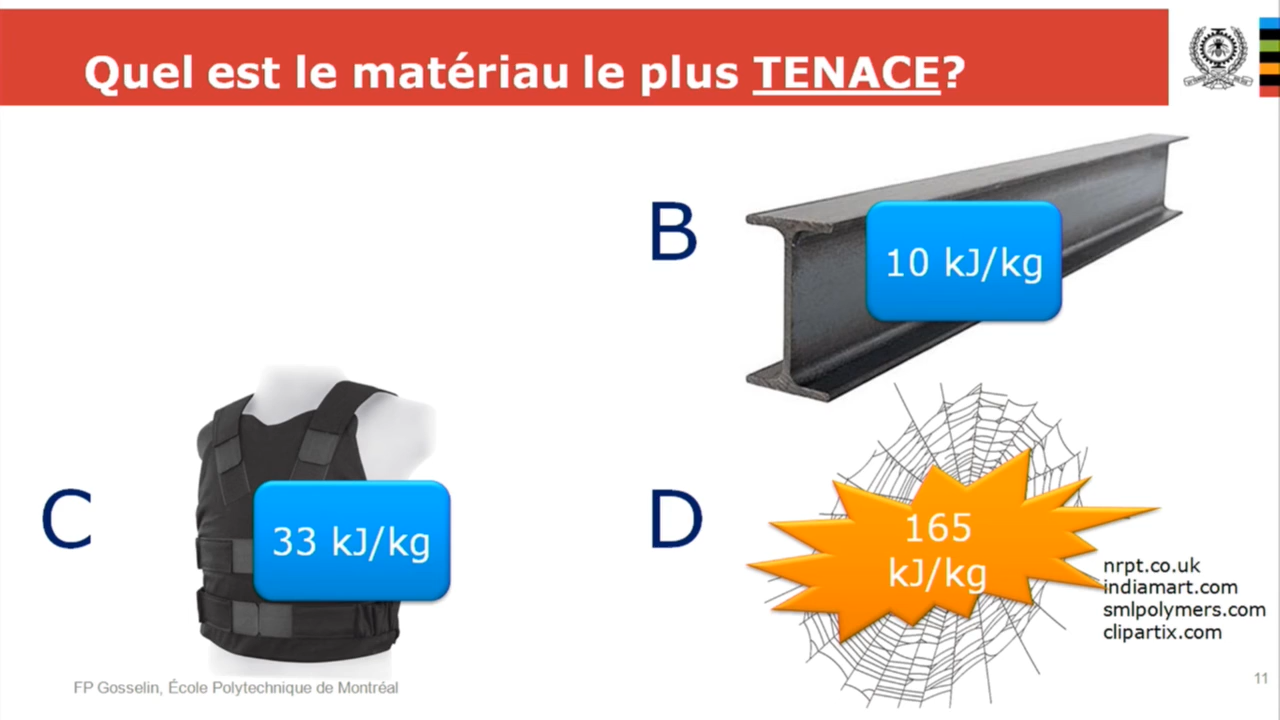 Quel est le matériau le plus TENACE?
B
10 kJ/kg
C
33 kJ/kg
D
165
kJ/kg
nrpt.co.uk
indiamart.com
smlpolymers.com
clipartix.com
FP Gosselin, École Polytechnique de Montréal
11